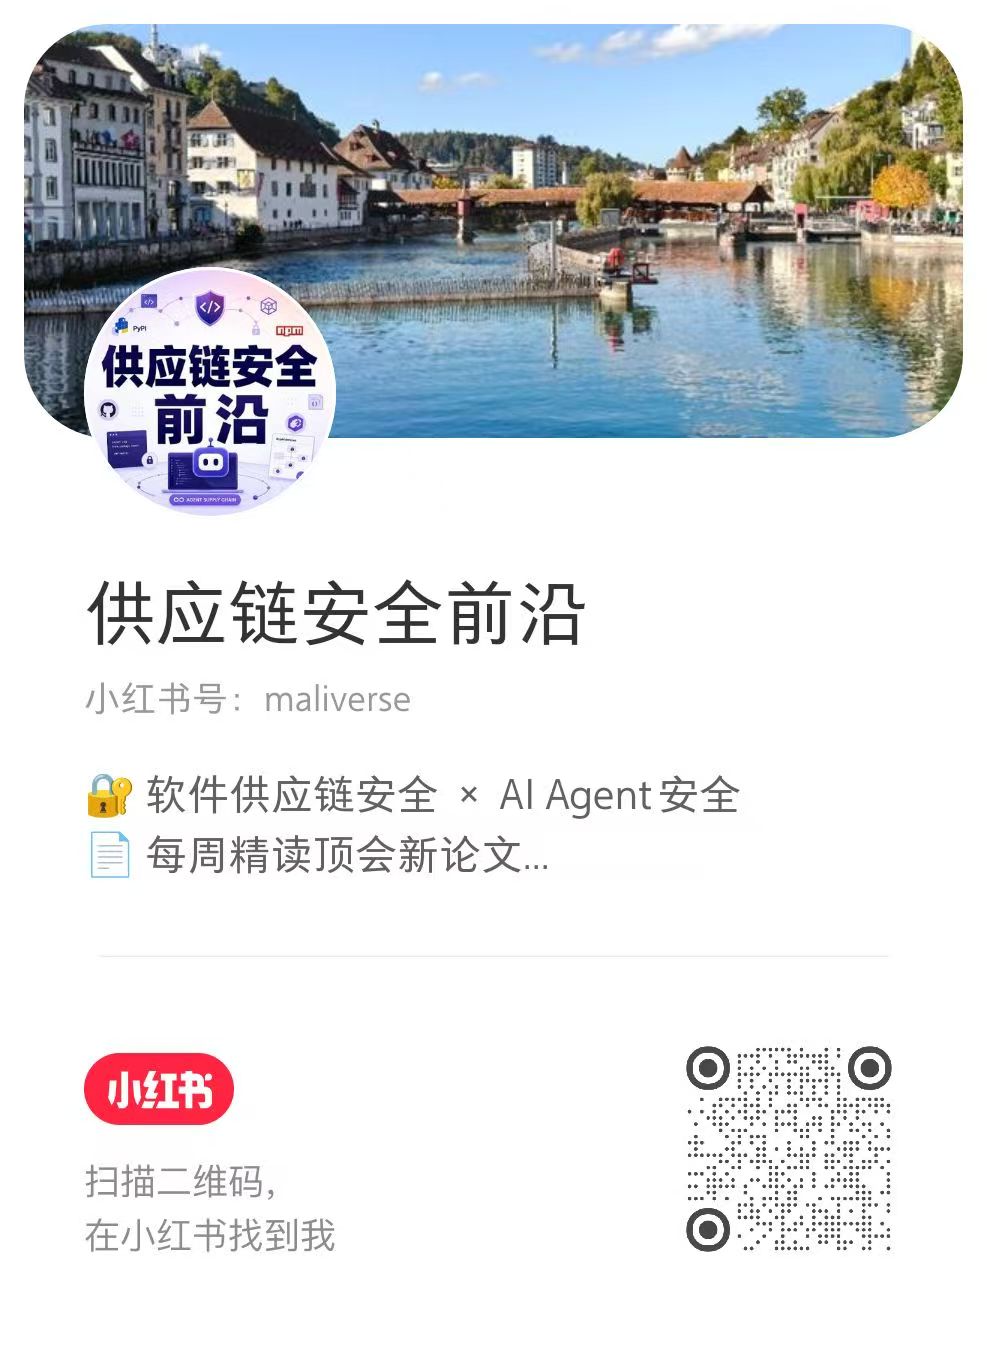 </>
</>
PyPI
npm
供应链安全
前沿
AGENT SUPPLY CHAIN
供应链安全前沿
小红书号：maliverse
🔐 软件供应链安全 × AI Agent安全
📄 每周精读顶会新论文...
小红书
扫描二维码，
在小红书找到我